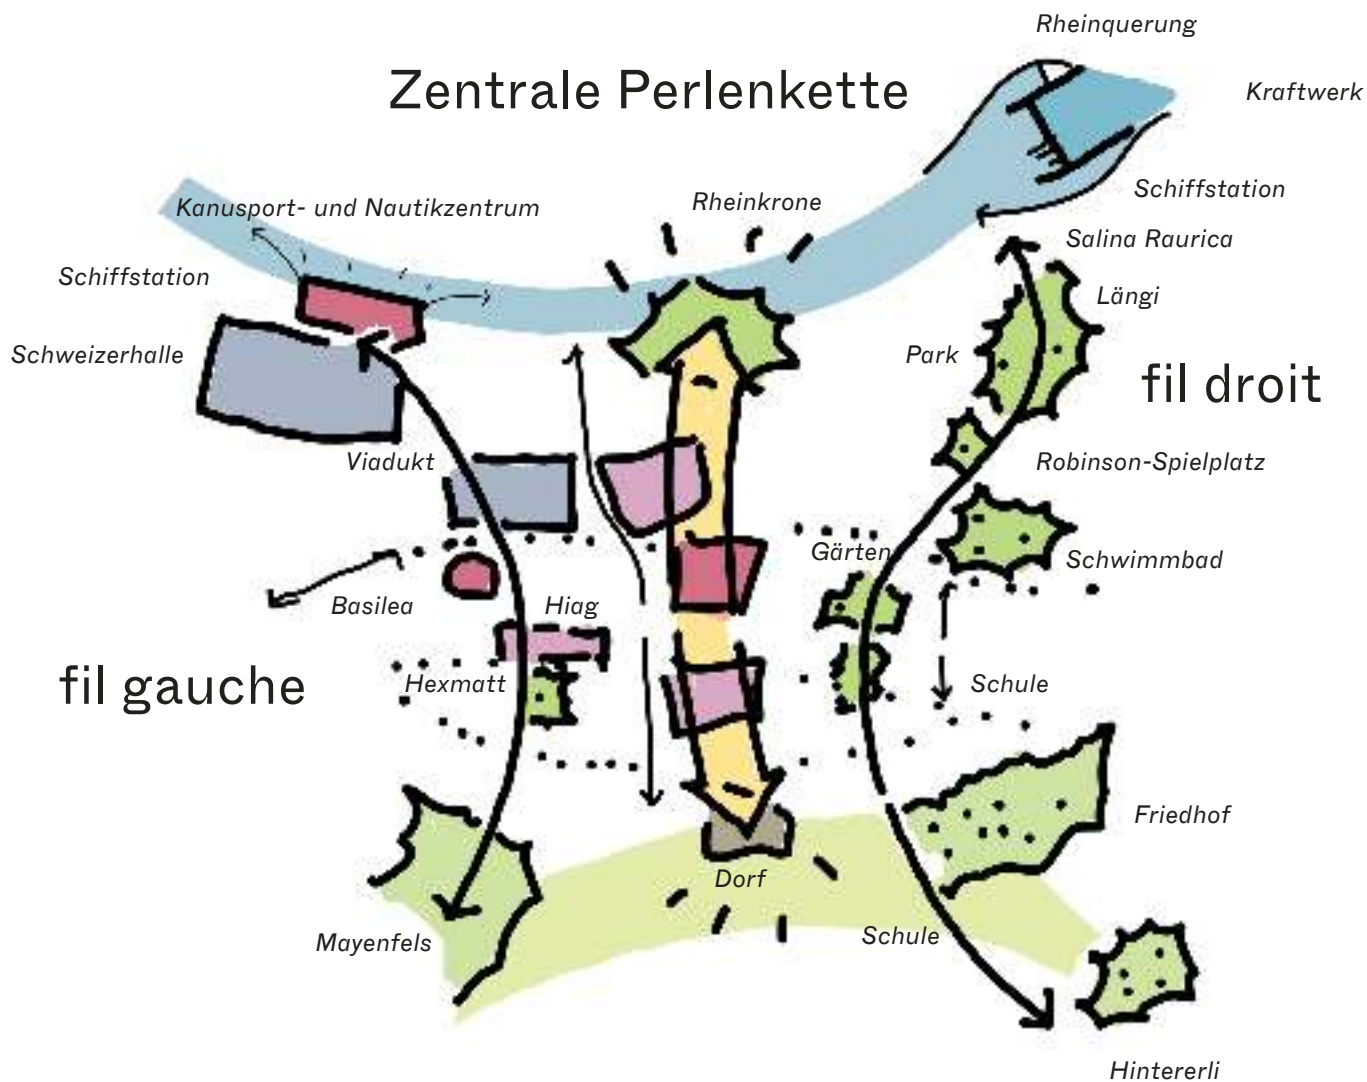 Rheinquerung
Zentrale Perlenkette
Kraftwerk
Schiffstation
Kanusport- und Nautikzentrum
Rheinkrone
Salina Raurica
Schiffstation
Längi
Schweizerhalle
Park
fil droit
Viadukt
Robinson-Spielplatz
Gärten
Schwimmbad
Basilea
Hiag
fil gauche
Hexmatt
Schule
Friedhof
Dorf
Mayenfels
Schule
Hintererli